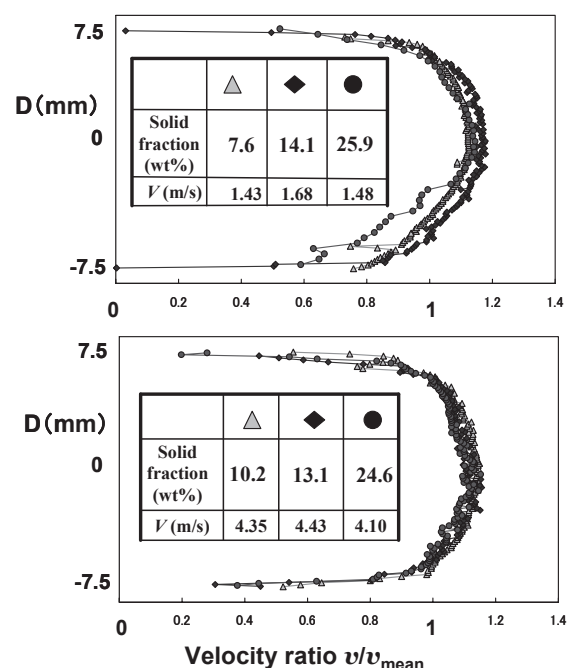 7.5
D(mm)
0
-7.5
▲ ◆ ●
Solid fraction (wt%) 7.6 14.1 25.9
V (m/s) 1.43 1.68 1.48
0 0.2 0.4 0.6 0.8 1 1.2 1.4
7.5
D(mm)
0
-7.5
▲ ◆ ●
Solid fraction (wt%) 10.2 13.1 24.6
V (m/s) 4.35 4.43 4.10
0 0.2 0.4 0.6 0.8 1 1.2 1.4
Velocity ratio v/vmean